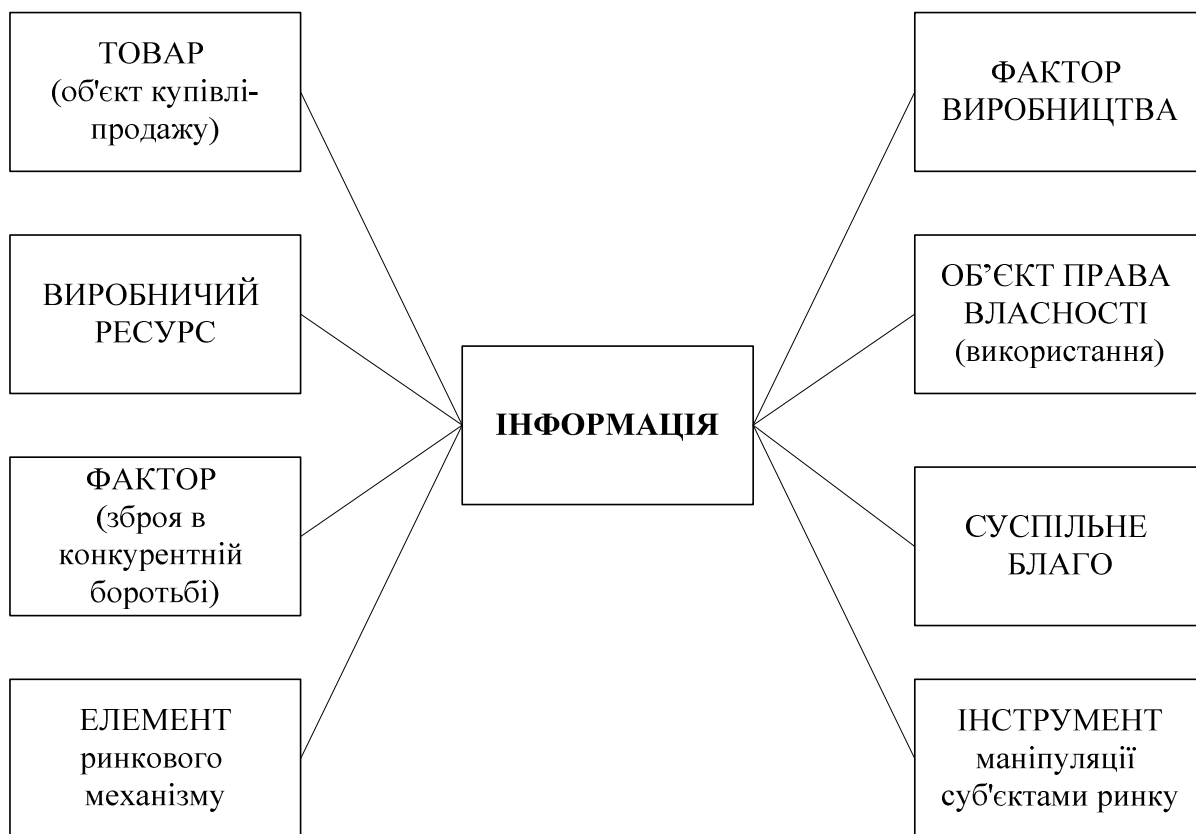 ТОВАР
(об'єкт купівлі-
продажу)
ВИРОБНИЧИЙ
РЕСУРС
ФАКТОР
(зброя в
конкурентній
боротьбі)
ЕЛЕМЕНТ
ринкового
механізму
ІНФОРМАЦІЯ
ФАКТОР
ВИРОБНИЦТВА
ОБ’ЄКТ ПРАВА
ВЛАСНОСТІ
(використання)
СУСПІЛЬНЕ
БЛАГО
ІНСТРУМЕНТ
маніпуляції
суб'єктами ринку